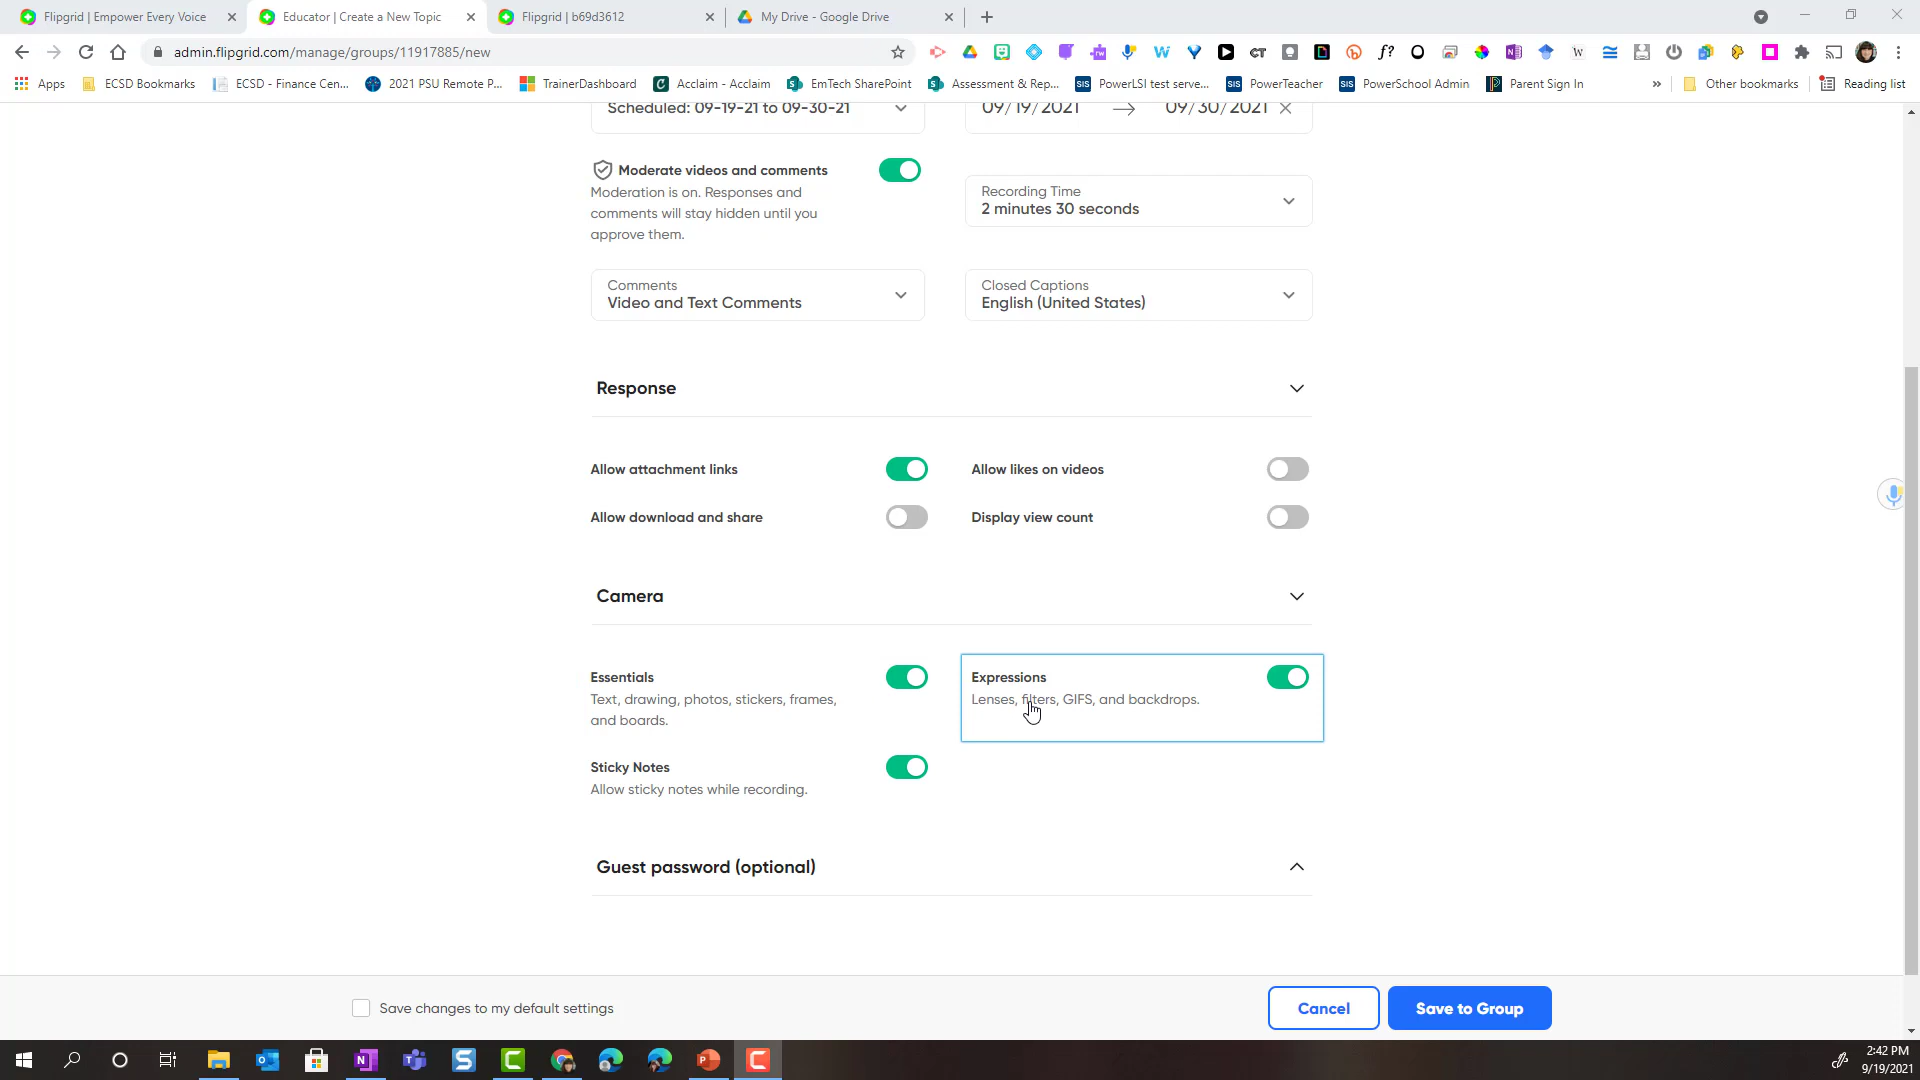 Flipgrid | Empower Every Voice
Educator | Create a New Topic
Flipgrid | b69d3612
My Drive - Google Drive
admin.flipgrid.com/manage/groups/11917885/new
Apps
ECSD Bookmarks
ECSD - Finance Cen...
2021 PSU Remote P...
TrainerDashboard
Acclaim - Acclaim
EmTech SharePoint
Assessment & Rep...
PowerLSI test serve...
PowerTeacher
PowerSchool Admin
Parent Sign In
»
Other bookmarks
Reading list
Scheduled: 09-19-21 to 09-30-21
09/19/2021 → 09/30/2021
Moderate videos and comments
Moderation is on. Responses and
comments will stay hidden until you
approve them.
Recording Time
2 minutes 30 seconds
Comments
Video and Text Comments
Closed Captions
English (United States)
Response
Allow attachment links
Allow likes on videos
Allow download and share
Display view count
Camera
Essentials
Text, drawing, photos, stickers, frames,
and boards.
Expressions
Lenses, filters, GIFS, and backdrops.
Sticky Notes
Allow sticky notes while recording.
Guest password (optional)
Save changes to my default settings
Cancel
Save to Group
2:42 PM
9/19/2021